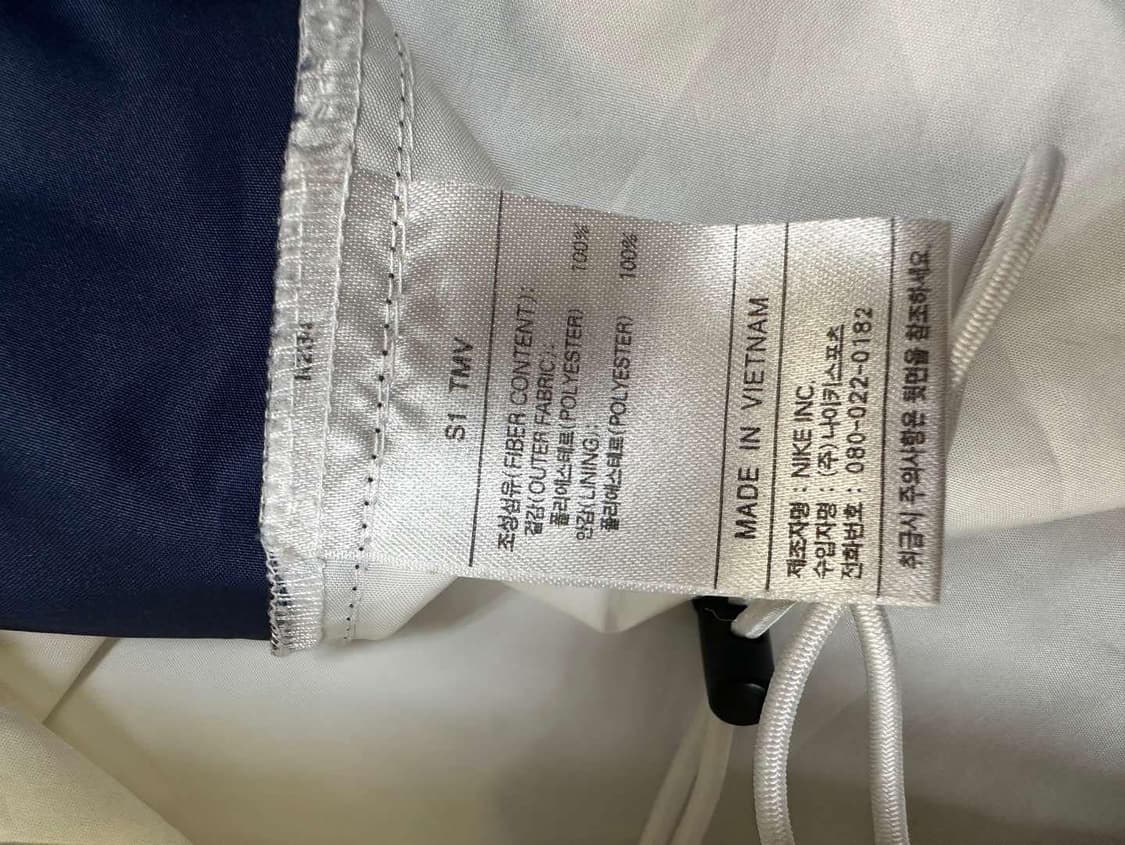 S1 TMV
조성섬유(FIBER CONTENT):
겉감(OUTER FABRIC):
폴리에스테르(POLYESTER) 100%
안감(LINING):
폴리에스테르(POLYESTER) 100%
MADE IN VIETNAM
제조자명 : NIKE INC.
수입자명 : (주)나이키스포츠
전화번호 : 080-022-0182
취급시 주의사항은 뒷면을 참조하세요.